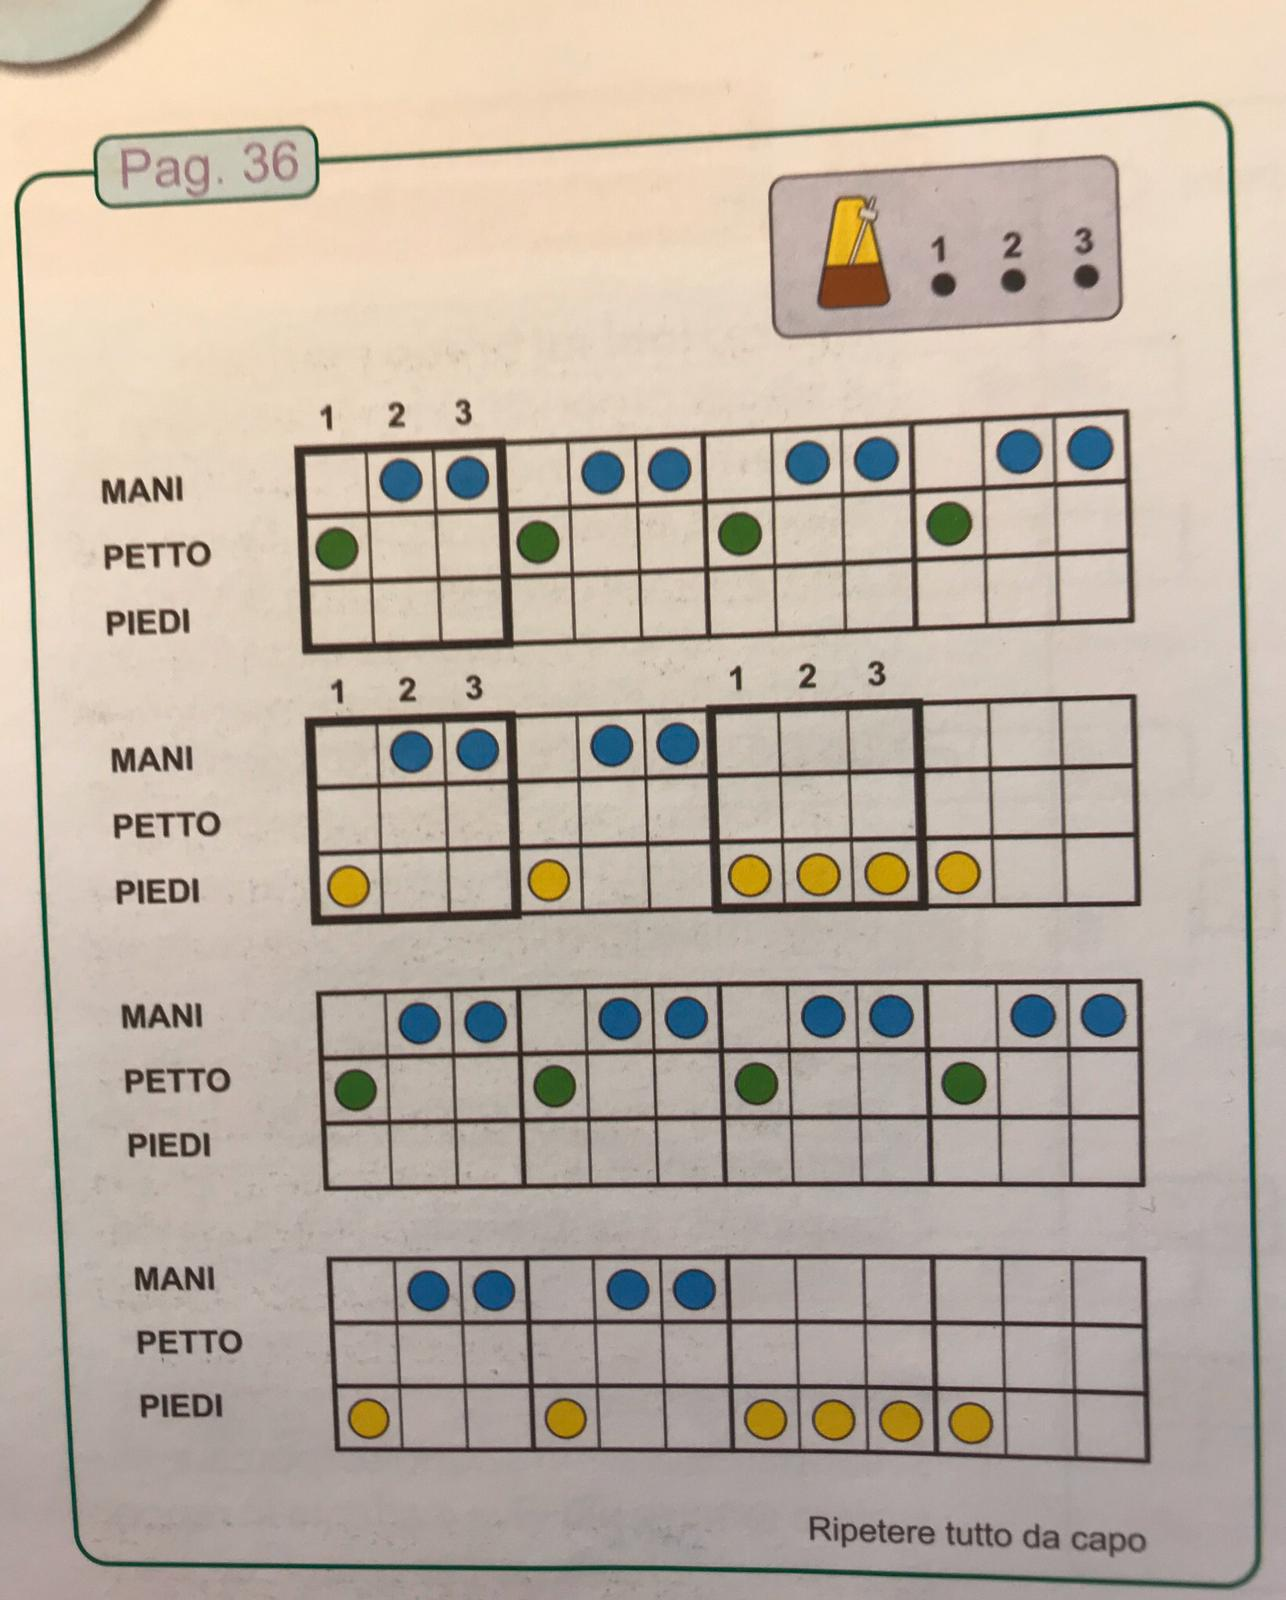 Pag. 36
1 2 3
1 2 3
MANI
PETTO
PIEDI
1 2 3 1 2 3
MANI
PETTO
PIEDI
MANI
PETTO
PIEDI
MANI
PETTO
PIEDI
Ripetere tutto da capo